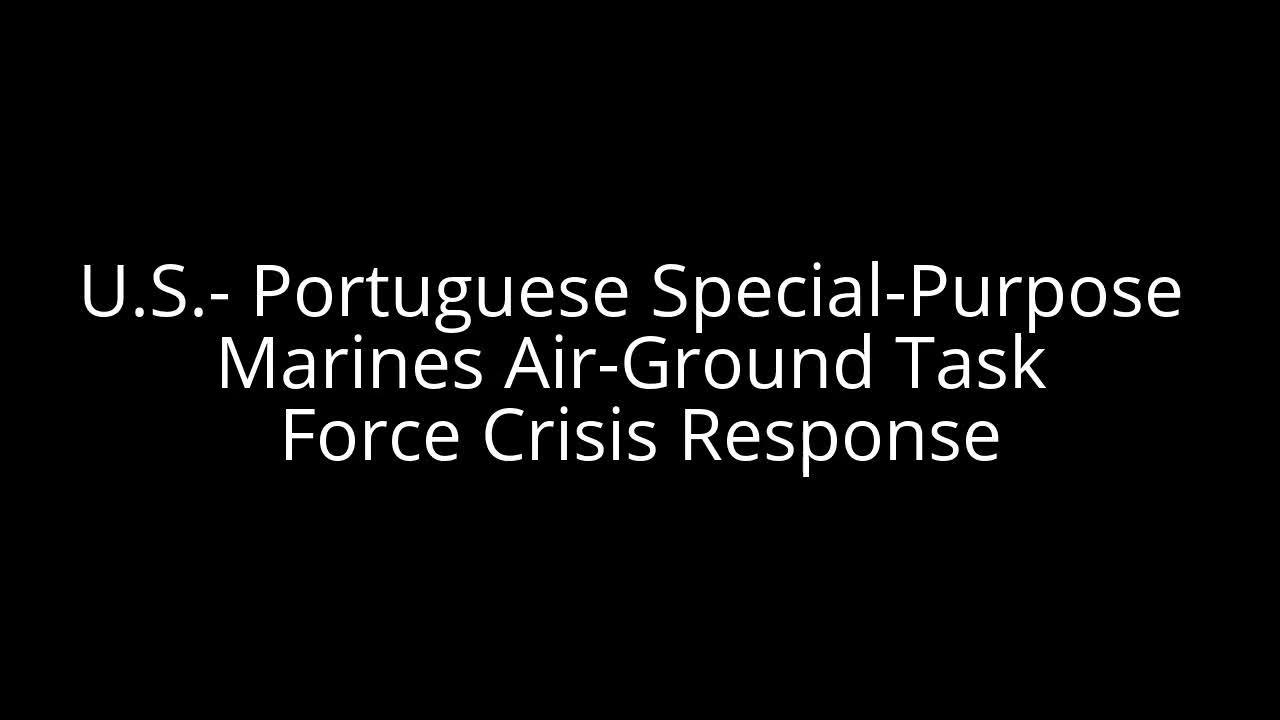 U.S.- Portuguese Special-Purpose
Marines Air-Ground Task
Force Crisis Response